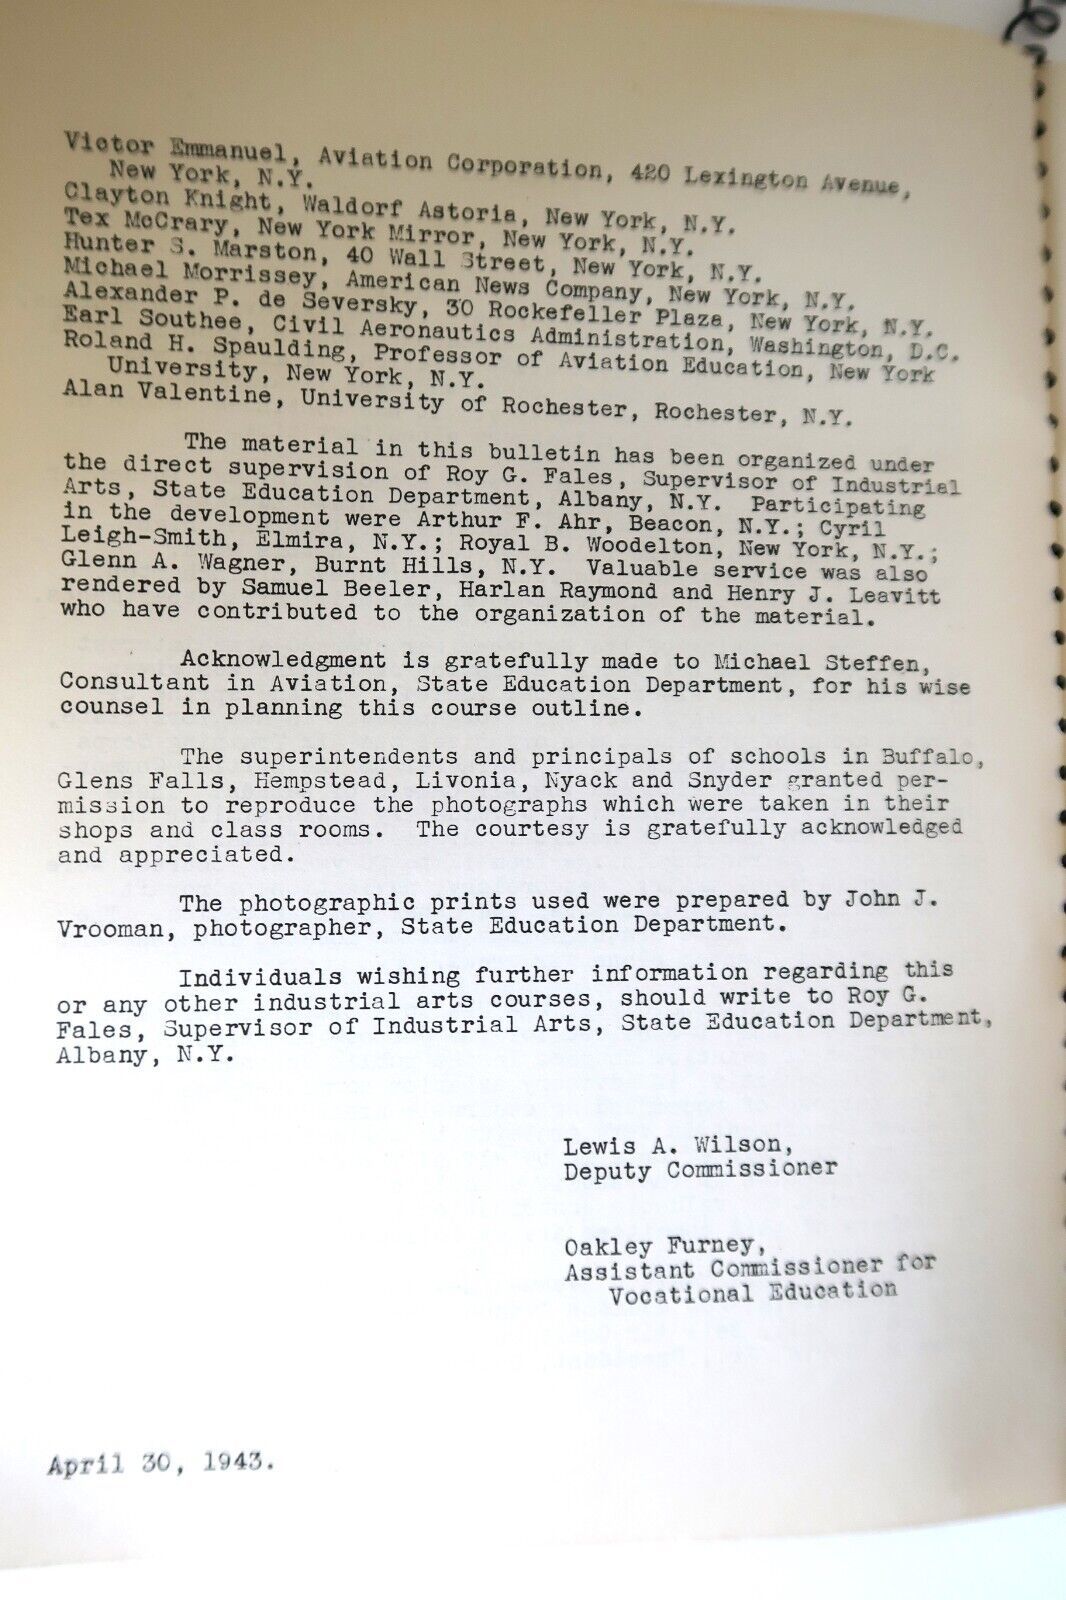 Victor Emmanuel, Aviation Corporation, 420 Lexington Avenue,
New York, N.Y.
Clayton Knight, Waldorf Astoria, New York, N.Y.
Tex McCrary, New York Mirror, New York, N.Y.
Hunter S. Marston, 40 Wall Street, New York, N.Y.
Michael Morrissey, American News Company, New York, N.Y.
Alexander P. de Seversky, 30 Rockefeller Plaza, New York, N.Y.
Earl Southee, Civil Aeronautics Administration, Washington, D.C.
Roland H. Spaulding, Professor of Aviation Education, New York
University, New York, N.Y.
Alan Valentine, University of Rochester, Rochester, N.Y.
The material in this bulletin has been organized under
the direct supervision of Roy G. Fales, Supervisor of Industrial
Arts, State Education Department, Albany, N.Y. Participating
in the development were Arthur F. Ahr, Beacon, N.Y.; Cyril
Leigh-Smith, Elmira, N.Y.; Royal B. Woodelton, New York, N.Y.;
Glenn A. Wagner, Burnt Hills, N.Y. Valuable service was also
rendered by Samuel Beeler, Harlan Raymond and Henry J. Leavitt
who have contributed to the organization of the material.
Acknowledgment is gratefully made to Michael Steffen,
Consultant in Aviation, State Education Department, for his wise
counsel in planning this course outline.
The superintendents and principals of schools in Buffalo,
Glens Falls, Hempstead, Livonia, Nyack and Snyder granted per-
mission to reproduce the photographs which were taken in their
shops and class rooms. The courtesy is gratefully acknowledged
and appreciated.
The photographic prints used were prepared by John J.
Vrooman, photographer, State Education Department.
Individuals wishing further information regarding this
or any other industrial arts courses, should write to Roy G.
Fales, Supervisor of Industrial Arts, State Education Department,
Albany, N.Y.
Lewis A. Wilson,
Deputy Commissioner
Oakley Furney,
Assistant Commissioner for
Vocational Education
April 30, 1943.